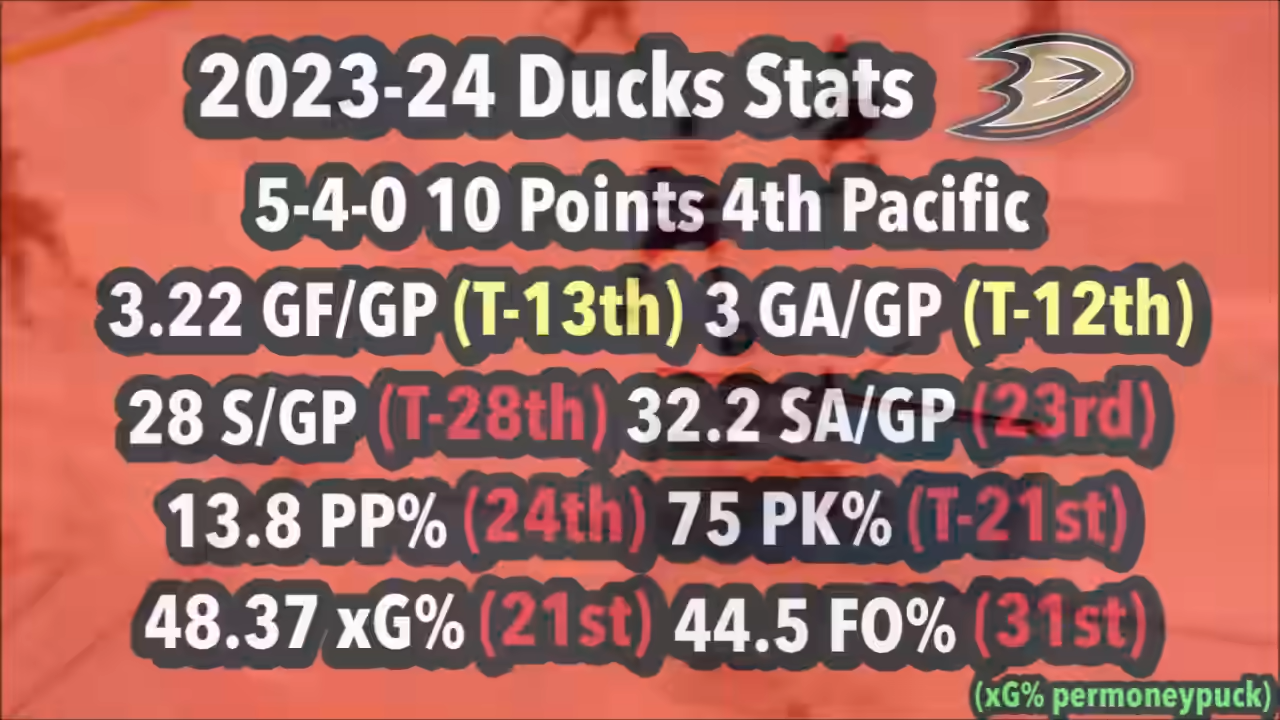 2023-24 Ducks Stats
5-4-0 10 Points 4th Pacific
3.22 GF/GP (T-13th) 3 GA/GP (T-12th)
28 S/GP (T-28th) 32.2 SA/GP (23rd)
13.8 PP% (24th) 75 PK% (T-21st)
48.37 xG% (21st) 44.5 FO% (31st)
(xG% permoneypuck)